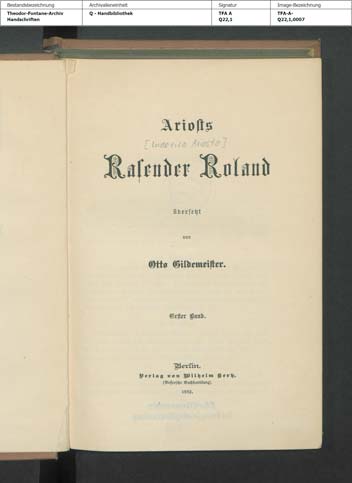 Bestandsbezeichnung
Archivalieneinheit
Signatur
Image-Bezeichnung
Theodor-Fontane-Archiv
Handschriften
Q - Handbibliothek
TFA A
Q22,1
TFA-A-
Q22,1,0007
Ariosts
[Ludovico Ariosto]
Rasender Roland
übersetzt
von
Otto Gildemeister.
Erster Band.
Berlin.
Verlag von Wilhelm Hertz.
(Bessersche Buchhandlung)
1882.